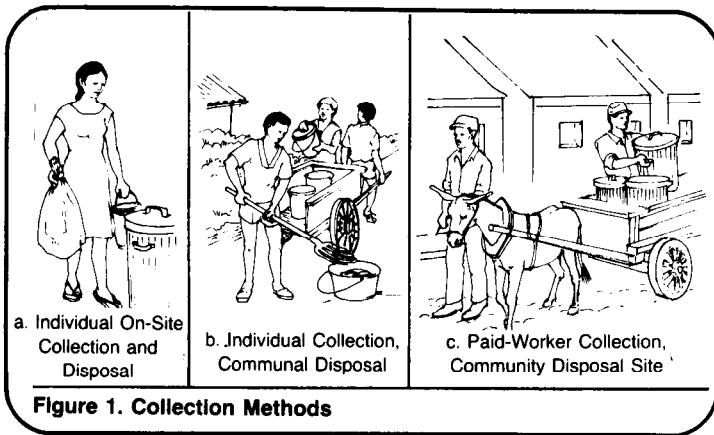 a. Individual On-Site
Collection and
Disposal
b. Individual Collection,
Communal Disposal
c. Paid-Worker Collection,
Community Disposal Site
Figure 1. Collection Methods